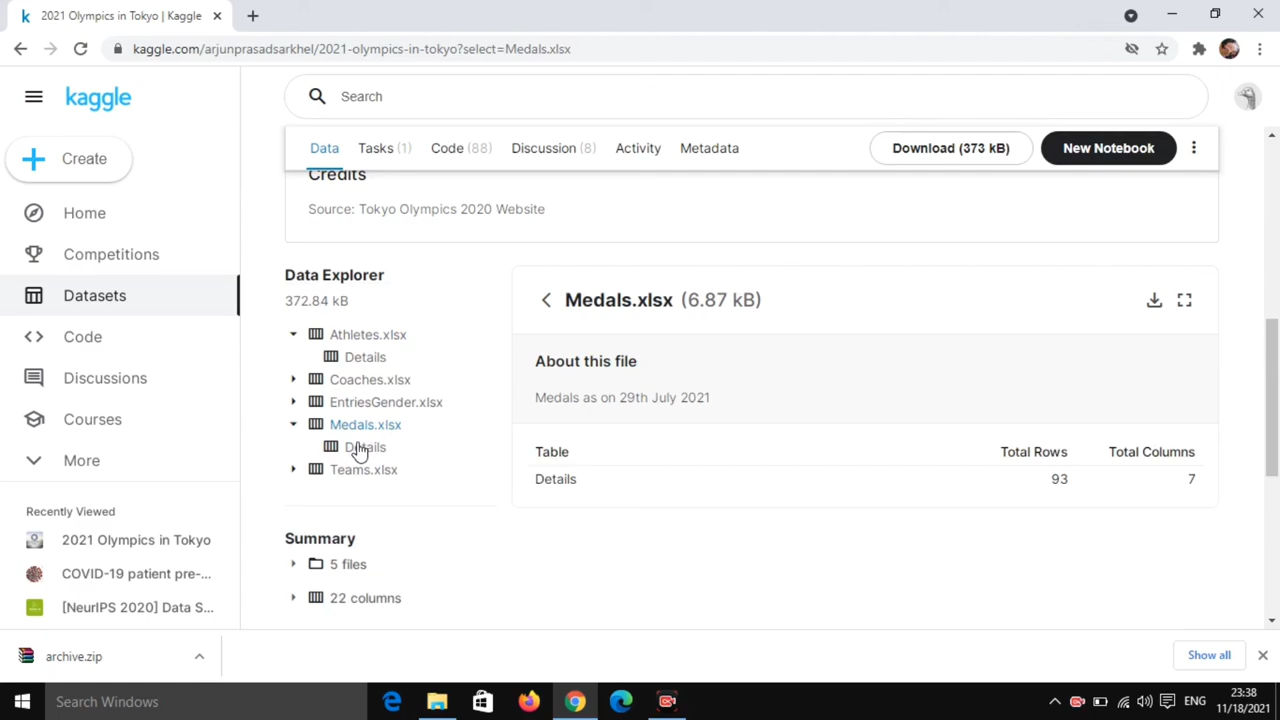 2021 Olympics in Tokyo | Kaggle
kaggle.com/arjunprasadsarkhel/2021-olympics-in-tokyo?select=Medals.xlsx
kaggle
Search
Create
Data
Tasks (1)
Code (88)
Discussion (8)
Activity
Metadata
Download (373 kB)
New Notebook
Home
Competitions
Datasets
Code
Discussions
Courses
More
Recently Viewed
2021 Olympics in Tokyo
COVID-19 patient pre-...
[NeurIPS 2020] Data S...
Credits
Source: Tokyo Olympics 2020 Website
Data Explorer
372.84 kB
Athletes.xlsx
Details
Coaches.xlsx
EntriesGender.xlsx
Medals.xlsx
Details
Teams.xlsx
Summary
5 files
22 columns
Medals.xlsx (6.87 kB)
About this file
Medals as on 29th July 2021
Table Total Rows Total Columns
Details 93 7
archive.zip
Show all
Search Windows
ENG
23:38
11/18/2021